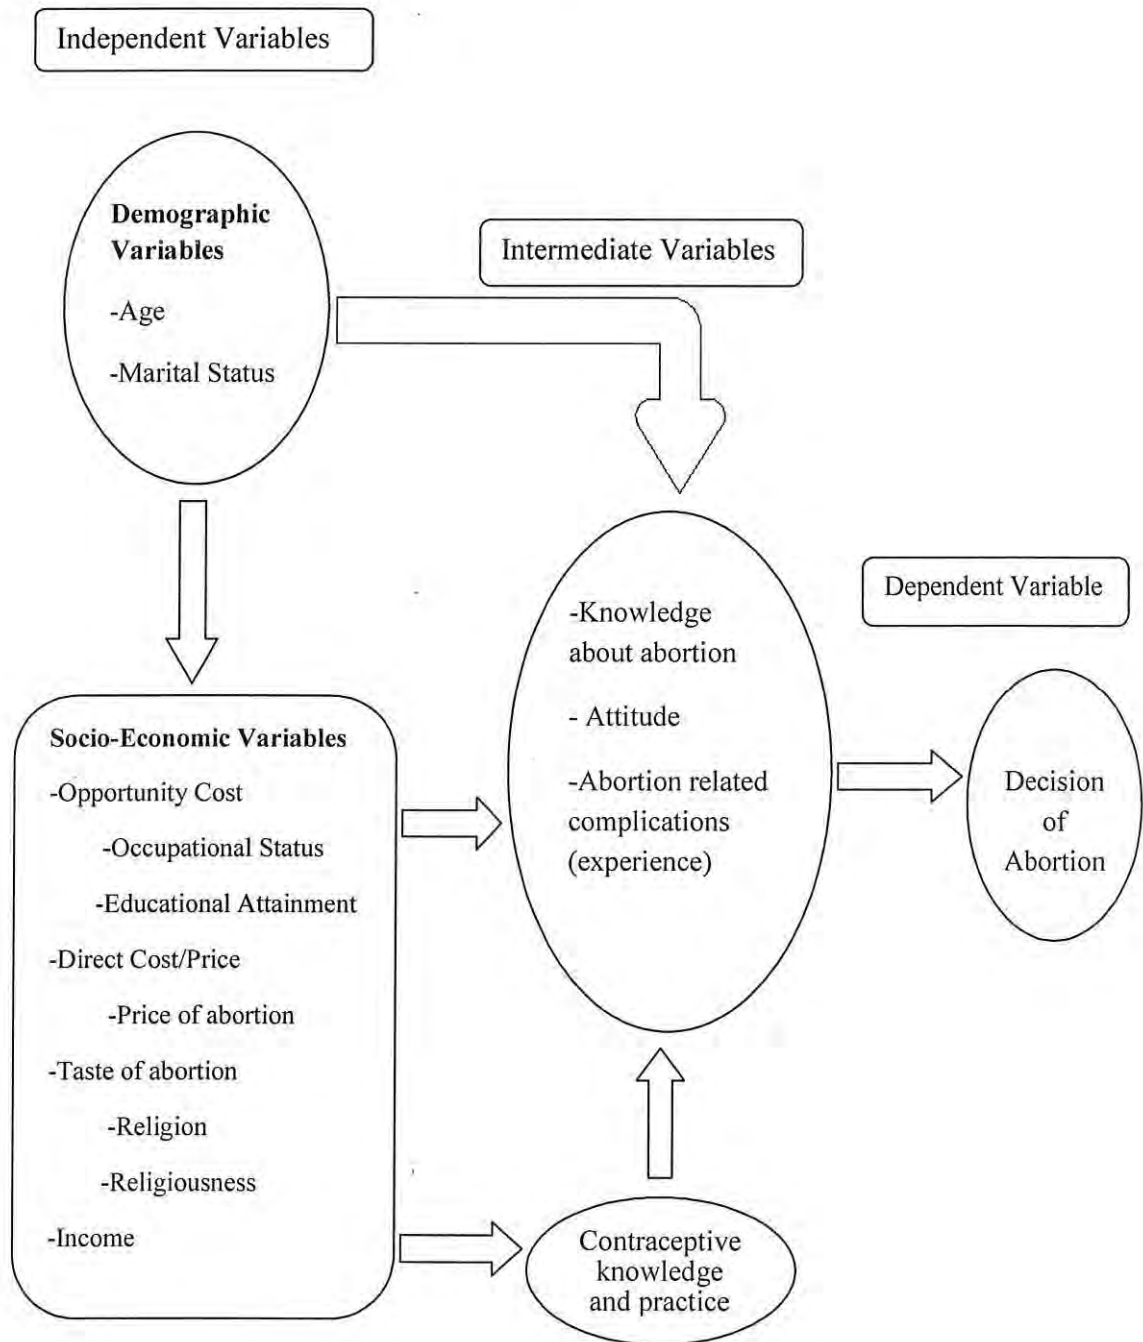 Independent Variables
Demographic
Variables
-Age
-Marital Status
Intermediate Variables
-Knowledge
about abortion
- Attitude
-Abortion related
complications
(experience)
Dependent Variable
Decision
of
Abortion
Socio-Economic Variables
-Opportunity Cost
-Occupational Status
-Educational Attainment
-Direct Cost/Price
-Price of abortion
-Taste of abortion
-Religion
-Religiousness
-Income
Contraceptive
knowledge
and practice